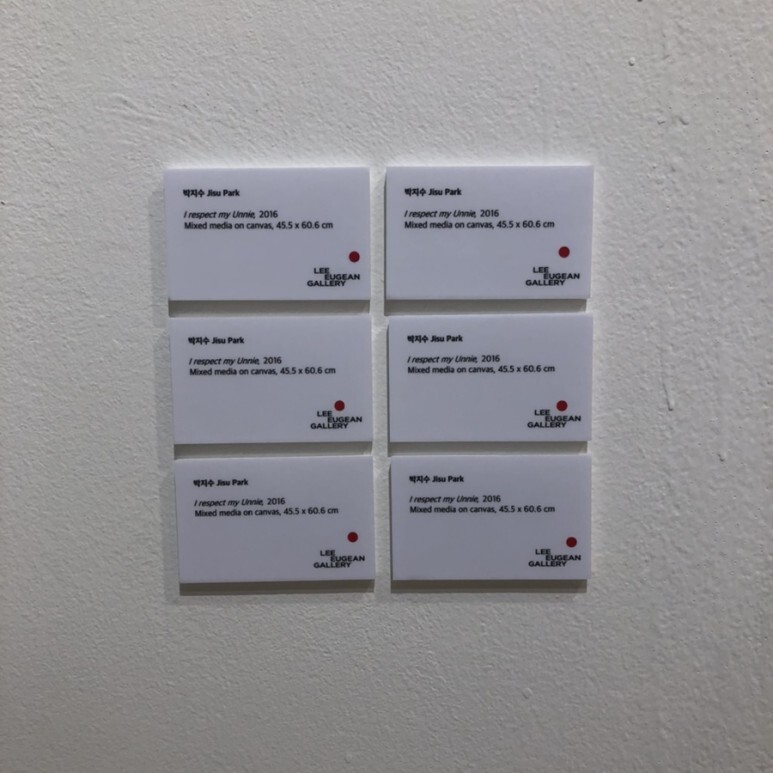 박지수 Jisu Park
I respect my Unnie, 2016
Mixed media on canvas, 45.5 x 60.6 cm
LEE
EUGEAN
GALLERY
박지수 Jisu Park
I respect my Unnie, 2016
Mixed media on canvas, 45.5 x 60.6 cm
LEE
EUGEAN
GALLERY
박지수 Jisu Park
I respect my Unnie, 2016
Mixed media on canvas, 45.5 x 60.6 cm
LEE
EUGEAN
GALLERY
박지수 Jisu Park
I respect my Unnie, 2016
Mixed media on canvas, 45.5 x 60.6 cm
LEE
EUGEAN
GALLERY
박지수 Jisu Park
I respect my Unnie, 2016
Mixed media on canvas, 45.5 x 60.6 cm
LEE
EUGEAN
GALLERY
박지수 Jisu Park
I respect my Unnie, 2016
Mixed media on canvas, 45.5 x 60.6 cm
LEE
EUGEAN
GALLERY